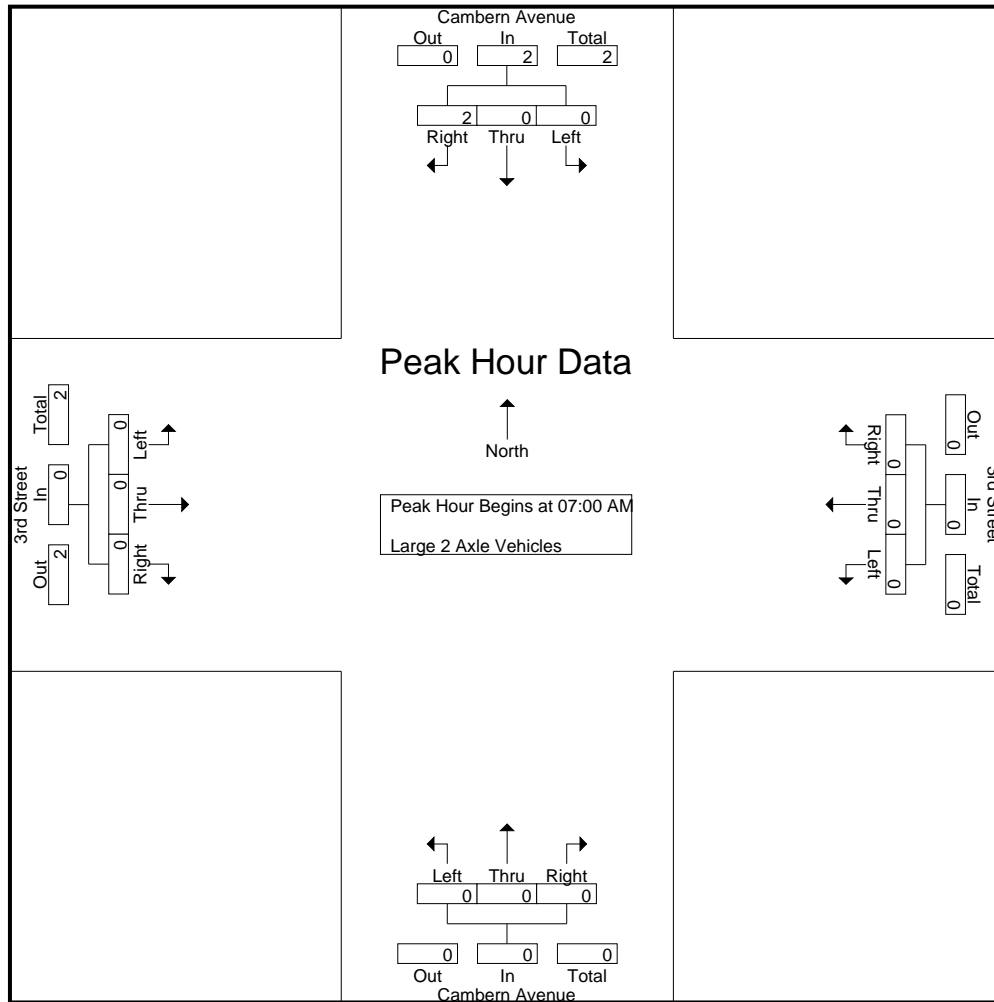 Cambern Avenue
Out In Total
0 2 2
2 0 0
Right Thru Left
Peak Hour Data
North
Peak Hour Begins at 07:00 AM
Large 2 Axle Vehicles
3rd Street
Out In Total
2 0 2
0 0 0
Right Thru Left
3rd Street
Out In Total
0 0 0
0 0 0
Right Thru Left
Left Thru Right
0 0 0
0 0 0
Out In Total
Cambern Avenue